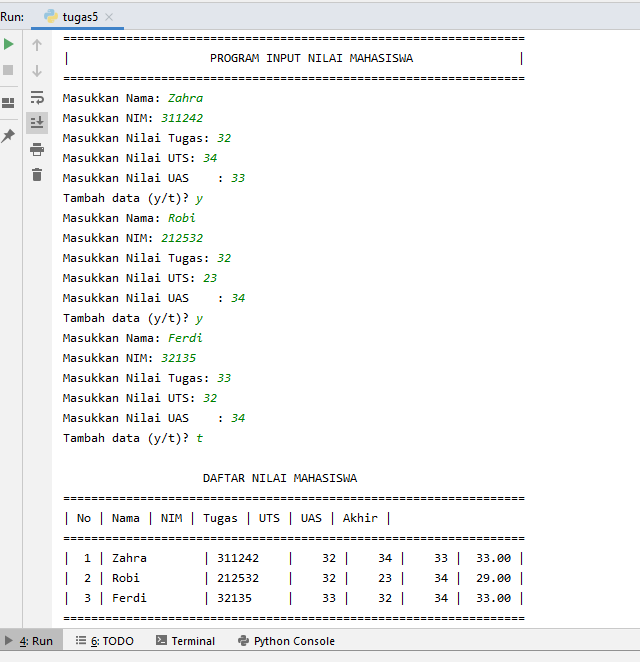 Run: tugas5
==================================================================
| PROGRAM INPUT NILAI MAHASISWA |
==================================================================
Masukkan Nama: Zahra
Masukkan NIM: 311242
Masukkan Nilai Tugas: 32
Masukkan Nilai UTS: 34
Masukkan Nilai UAS    : 33
Tambah data (y/t)? y
Masukkan Nama: Robi
Masukkan NIM: 212532
Masukkan Nilai Tugas: 32
Masukkan Nilai UTS: 23
Masukkan Nilai UAS    : 34
Tambah data (y/t)? y
Masukkan Nama: Ferdi
Masukkan NIM: 32135
Masukkan Nilai Tugas: 33
Masukkan Nilai UTS: 32
Masukkan Nilai UAS    : 34
Tambah data (y/t)? t
DAFTAR NILAI MAHASISWA
==================================================================
| No | Nama | NIM | Tugas | UTS | UAS | Akhir |
==================================================================
|  1 | Zahra        | 311242    |    32 |    34 |    33 |  33.00 |
|  2 | Robi         | 212532    |    32 |    23 |    34 |  29.00 |
|  3 | Ferdi        | 32135     |    33 |    32 |    34 |  33.00 |
==================================================================
4: Run 6: TODO Terminal Python Console